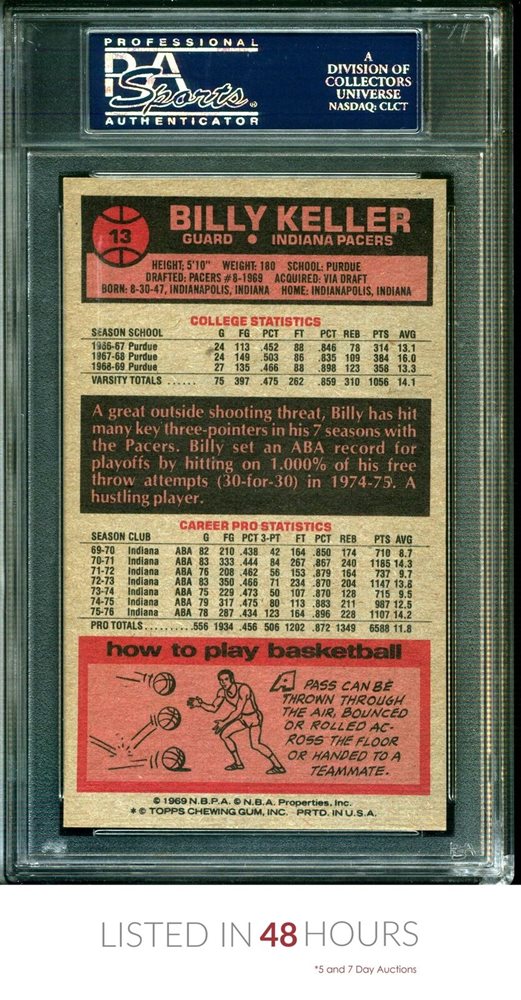 PROFESSIONAL
PSA
Sports ®
AUTHENTICATOR
A
DIVISION OF
COLLECTORS
UNIVERSE
NASDAQ: CLCT
13
BILLY KELLER
GUARD • INDIANA PACERS
HEIGHT: 5'10" WEIGHT: 180 SCHOOL: PURDUE
DRAFTED: PACERS #8-1969 ACQUIRED: VIA DRAFT
BORN: 8-30-47, INDIANAPOLIS, INDIANA HOME: INDIANAPOLIS, INDIANA
COLLEGE STATISTICS
SEASON SCHOOL G FG PCT FT PCT REB PTS AVG
1966-67 Purdue 24 113 .452 88 .846 78 314 13.1
1967-68 Purdue 24 149 .503 86 .835 109 384 16.0
1968-69 Purdue 27 135 .466 88 .898 123 358 13.3
VARSITY TOTALS ...... 75 397 .475 262 .859 310 1056 14.1
A great outside shooting threat, Billy has hit
many key three-pointers in his 7 seasons with
the Pacers. Billy set an ABA record for
playoffs by hitting on 1.000% of his free
throw attempts (30-for-30) in 1974-75. A
hustling player.
CAREER PRO STATISTICS
SEASON CLUB G FG PCT 3-PT FT PCT REB PTS AVG
69-70 Indiana ABA 82 210 .438 42 164 .850 174 710 8.7
70-71 Indiana ABA 83 333 .444 84 267 .867 240 1185 14.3
71-72 Indiana ABA 76 208 .462 56 153 .879 164 737 9.7
72-73 Indiana ABA 83 350 .466 71 234 .870 204 1147 13.8
73-74 Indiana ABA 75 229 .473 50 107 .870 128 715 9.5
74-75 Indiana ABA 79 317 .475 80 113 .883 211 987 12.5
75-76 Indiana ABA 78 287 .434 123 164 .896 228 1107 14.2
PRO TOTALS..........556 1934 .456 506 1202 .872 1349 6588 11.8
how to play basketball
A PASS CAN BE
THROWN THROUGH
THE AIR, BOUNCED
OR ROLLED AC-
ROSS THE FLOOR
OR HANDED TO A
TEAMMATE.
© 1969 N.B.P.A. © N.B.A. Properties, Inc.
* © TOPPS CHEWING GUM, INC. PRTD. IN U.S.A.
LISTED IN 48 HOURS
*5 and 7 Day Auctions